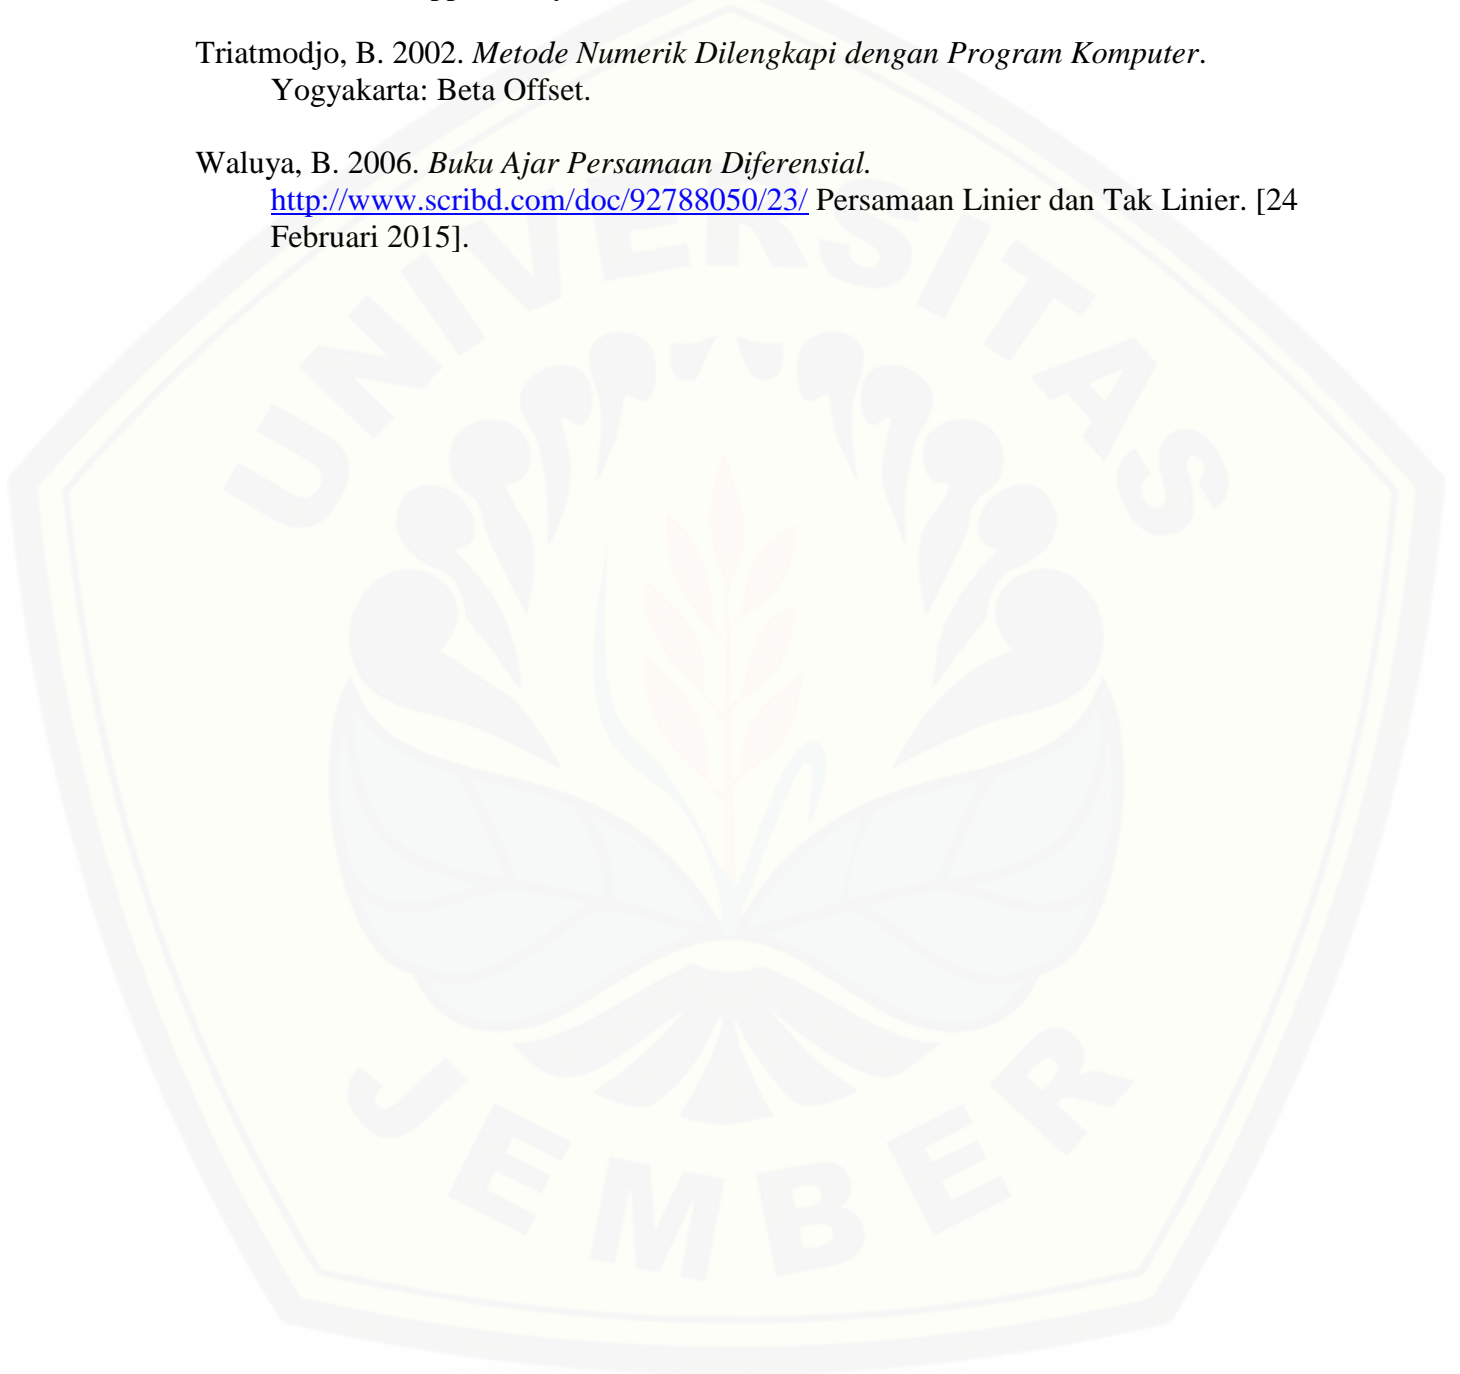 Triatmodjo, B. 2002. Metode Numerik Dilengkapi dengan Program Komputer.
Yogyakarta: Beta Offset.
Waluya, B. 2006. Buku Ajar Persamaan Diferensial.
http://www.scribd.com/doc/92788050/23/ Persamaan Linier dan Tak Linier. [24
Februari 2015].
UNIVERSITAS
JEMBER